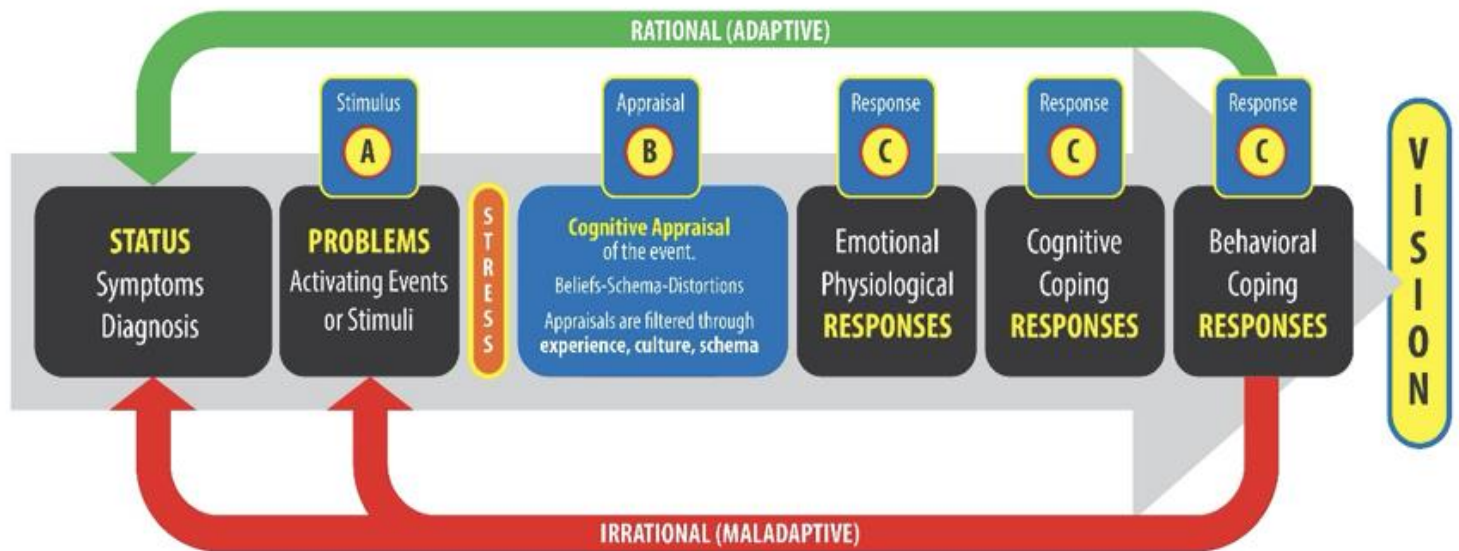 RATIONAL (ADAPTIVE)
Stimulus
A
Appraisal
B
Response
C
Response
C
Response
C
STATUS
Symptoms
Diagnosis
PROBLEMS
Activating Events
or Stimuli
STRESS
Cognitive Appraisal
of the event.
Beliefs-Schema-Distortions
Appraisals are filtered through
experience, culture, schema
Emotional
Physiological
RESPONSES
Cognitive
Coping
RESPONSES
Behavioral
Coping
RESPONSES
VISION
IRRATIONAL (MALADAPTIVE)